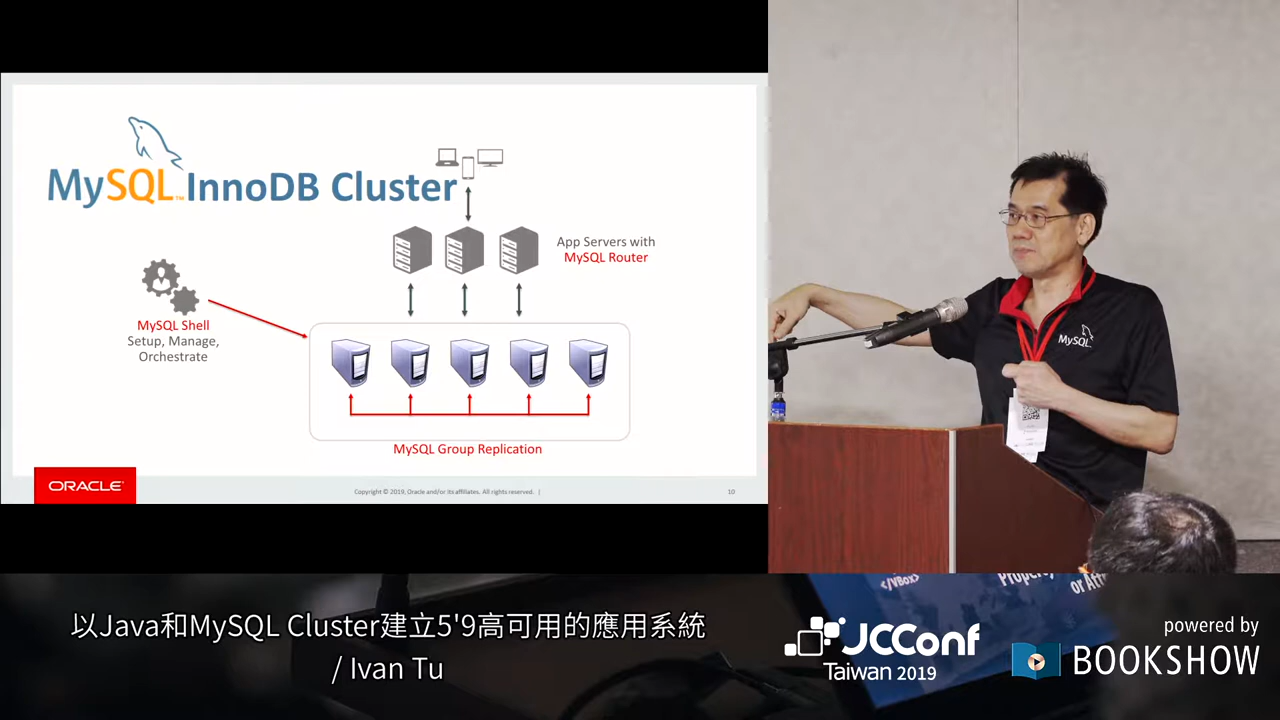 MySQL™ InnoDB Cluster
App Servers with
MySQL Router
MySQL Shell
Setup, Manage,
Orchestrate
MySQL Group Replication
ORACLE
Copyright © 2019, Oracle and/or its affiliates. All rights reserved. |
10
MySQL
</VBox>
Property
以Java和MySQL Cluster建立5'9高可用的應用系統
/ Ivan Tu
JCConf
Taiwan 2019
powered by
BOOKSHOW